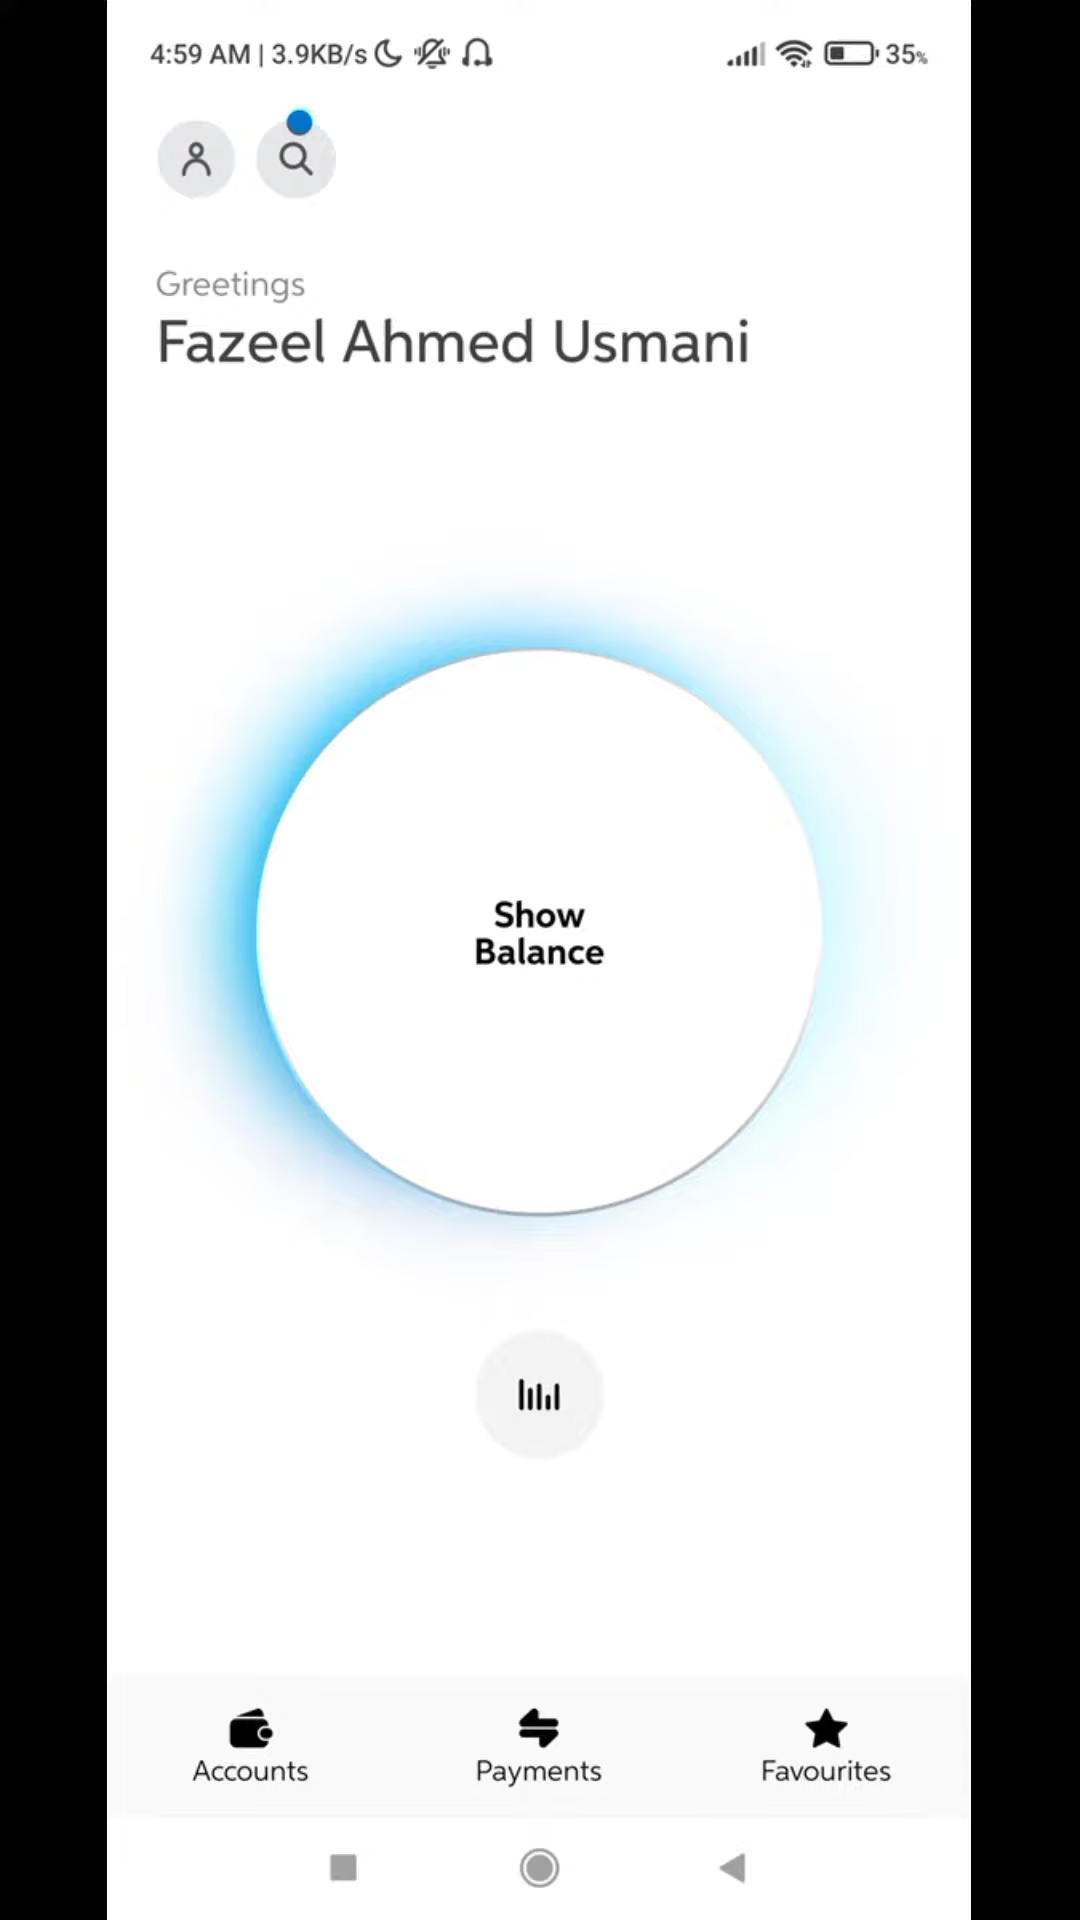 4:59 AM | 3.9KB/s 35%
Greetings
Fazeel Ahmed Usmani
Show
Balance
Accounts Payments Favourites